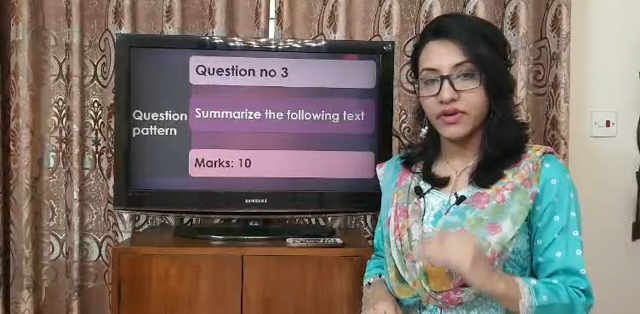 Question no 3
Question
pattern
Summarize the following text
Marks: 10
SAMSUNG